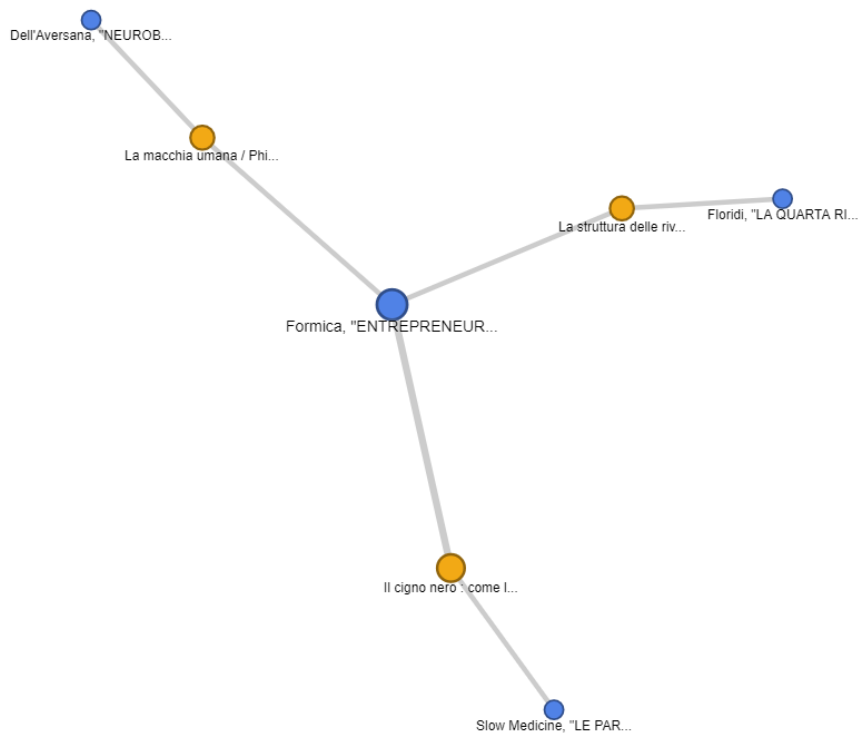 Dell'Aversana, "NEUROB...
La macchia umana / Phi...
Floridi, "LA QUARTA RI...
La struttura delle riv...
Formica, "ENTREPRENEUR...
Il cigno nero : come l...
Slow Medicine, "LE PAR...